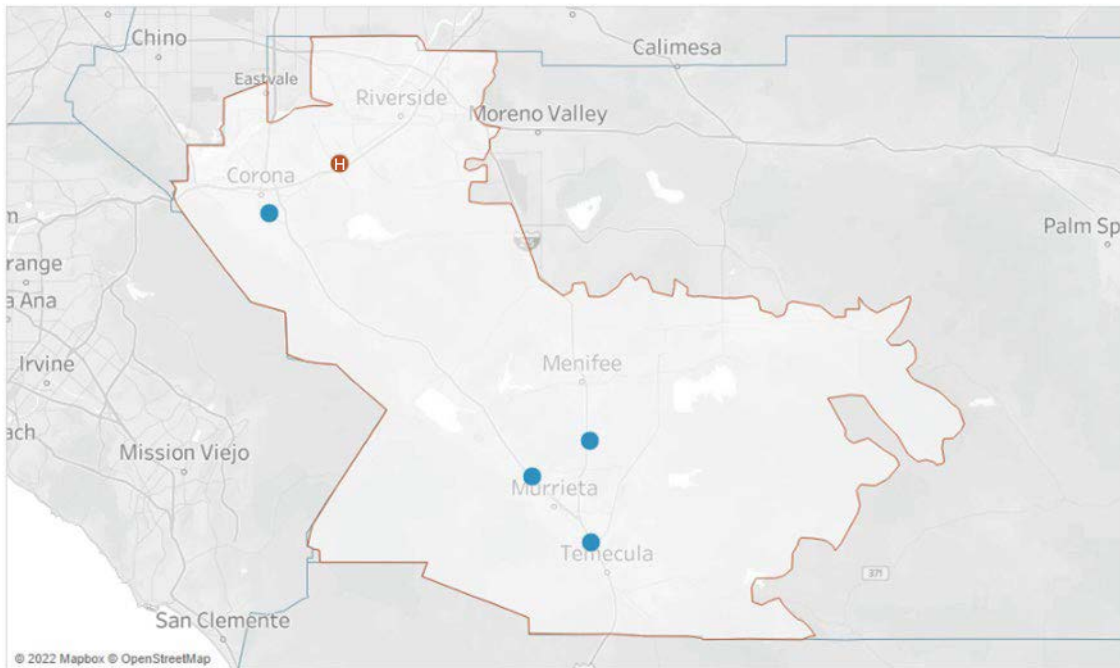 Chino
Calimesa
Eastvale
Riverside
Moreno Valley
H
Corona
Palm Sp
range
a Ana
Irvine
Menifee
ach
Mission Viejo
Murrieta
Temecula
371
San Clemente
© 2022 Mapbox © OpenStreetMap